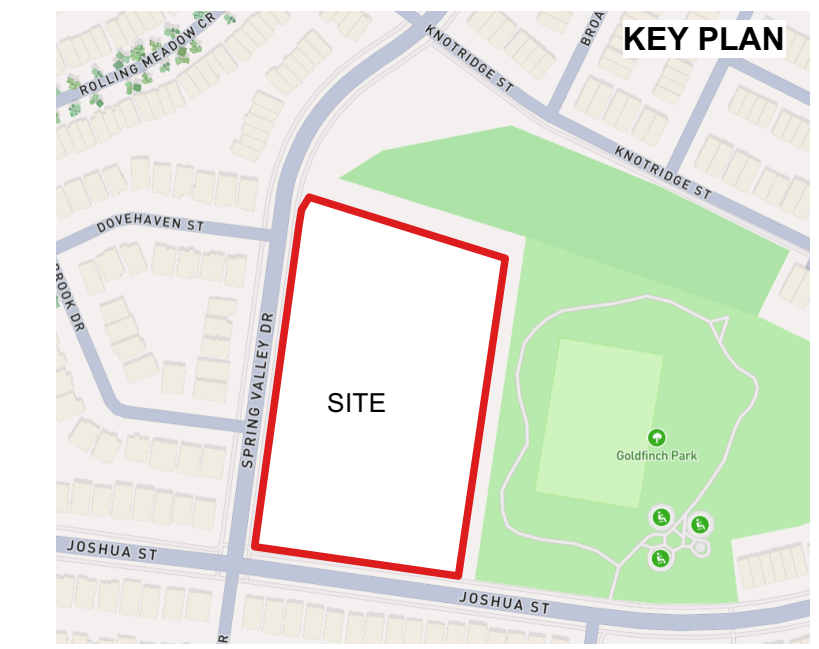 KEY PLAN
ROLLING MEADOW CR
KNOTRIDGE ST
BROA
KNOTRIDGE ST
DOVEHAVEN ST
BROOK DR
SPRING VALLEY DR
SITE
Goldfinch Park
JOSHUA ST
JOSHUA ST
R